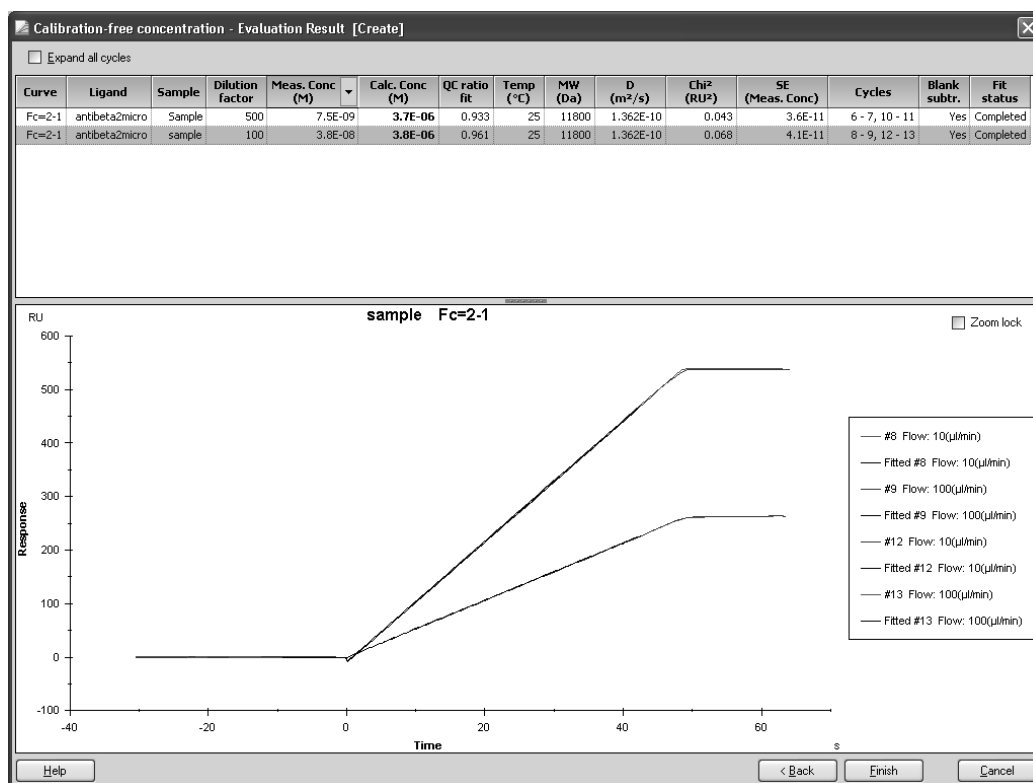 Calibration-free concentration - Evaluation Result [Create]
Expand all cycles
Curve Ligand Sample Dilution factor Meas. Conc (M) Calc. Conc (M) QC ratio fit Temp (°C) MW (Da) D (m²/s) Chi² (RU²) SE (Meas. Conc) Cycles Blank subtr. Fit status
Fc=2-1 antibeta2micro Sample 500 7.5E-09 3.7E-06 0.933 25 11800 1.362E-10 0.043 3.6E-11 6 - 7, 10 - 11 Yes Completed
Fc=2-1 antibeta2micro sample 100 3.8E-08 3.8E-06 0.961 25 11800 1.362E-10 0.068 4.1E-11 8 - 9, 12 - 13 Yes Completed
sample Fc=2-1
Zoom lock
RU
600
500
400
300
200
100
0
-100
Response
-40 -20 0 20 40 60
Time
s
#8 Flow: 10(µl/min)
Fitted #8 Flow: 10(µl/min)
#9 Flow: 100(µl/min)
Fitted #9 Flow: 100(µl/min)
#12 Flow: 10(µl/min)
Fitted #12 Flow: 10(µl/min)
#13 Flow: 100(µl/min)
Fitted #13 Flow: 100(µl/min)
Help < Back Finish Cancel